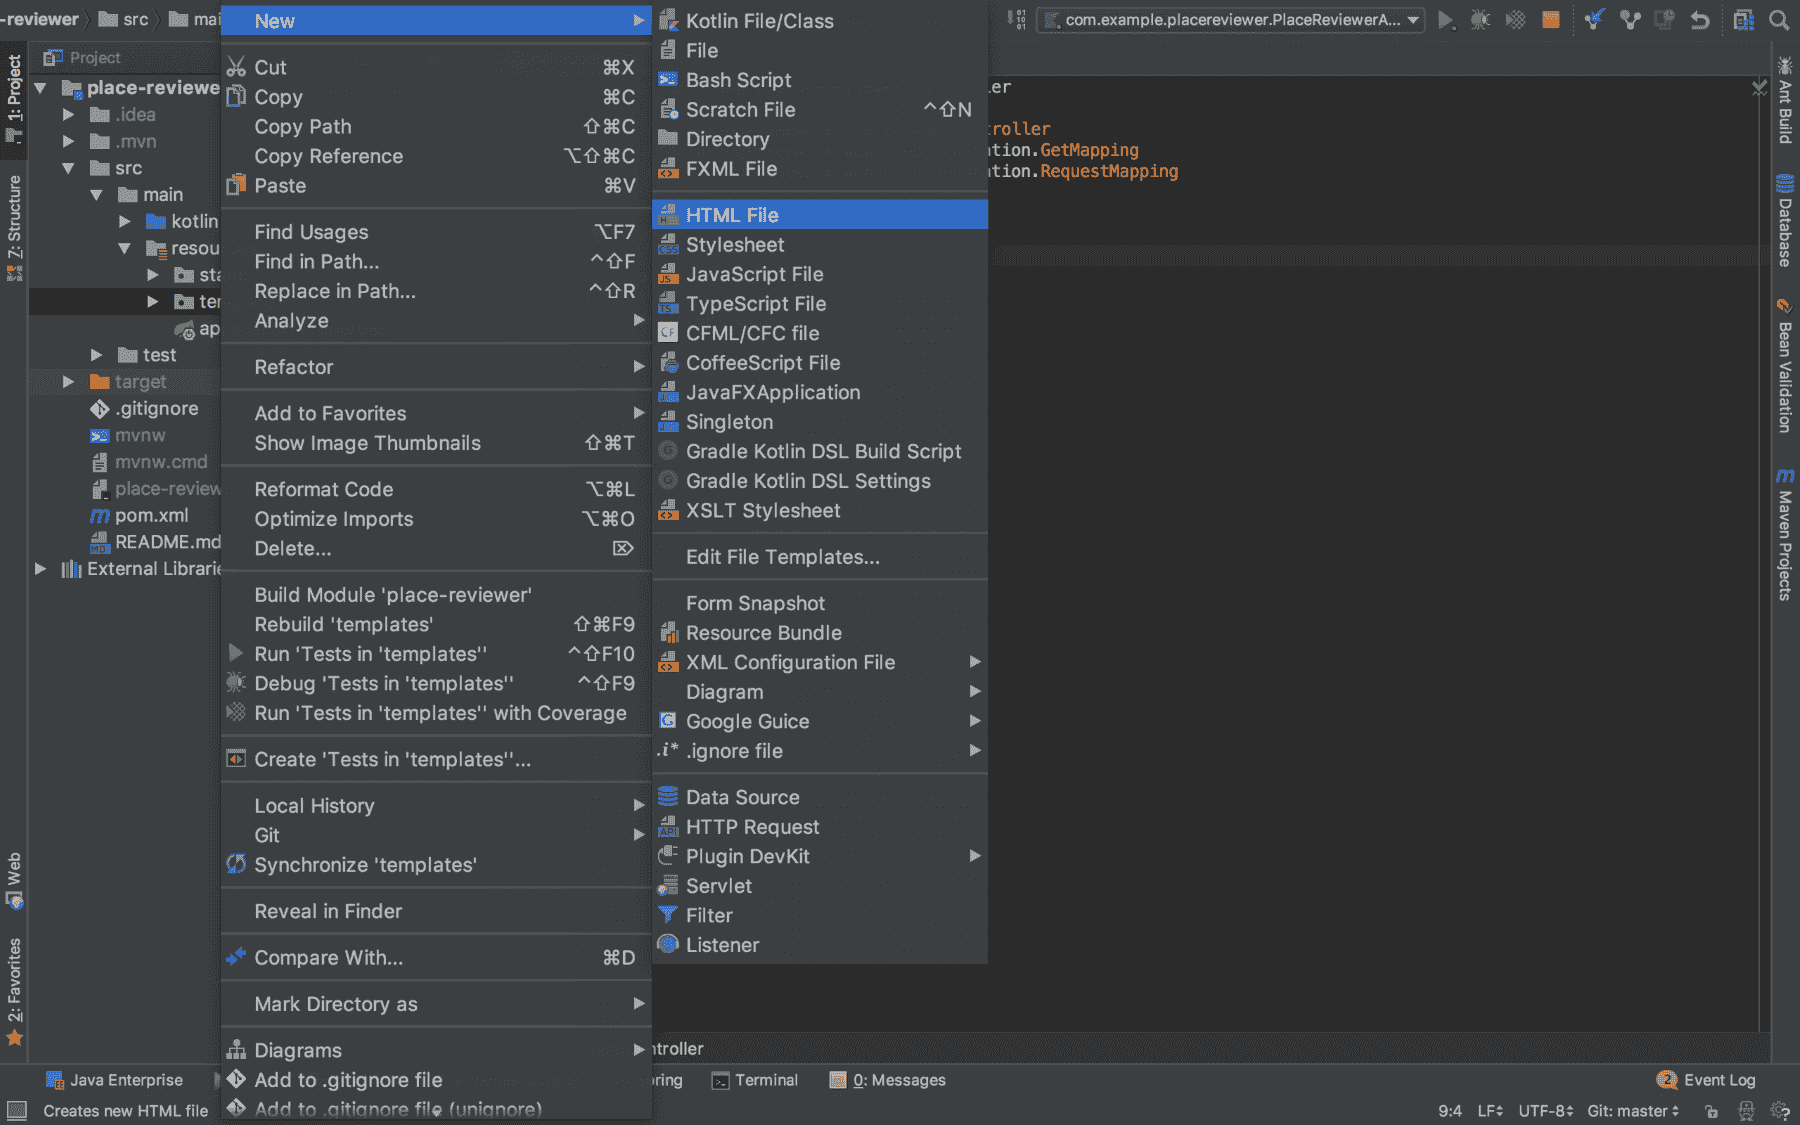 -reviewer
src
mai
com.example.placereviewer.PlaceReviewerA...
Project
1: Project
place-reviewe
.idea
.mvn
src
main
kotlin
resou
sta
ter
ap
test
target
.gitignore
mvnw
mvnw.cmd
place-review
pom.xml
README.md
External Librarie
7: Structure
Web
2: Favorites
New
Cut ⌘X
Copy ⌘C
Copy Path ⇧⌘C
Copy Reference ⌥⇧⌘C
Paste ⌘V
Find Usages ⌥F7
Find in Path... ^⇧F
Replace in Path... ^⇧R
Analyze
Refactor
Add to Favorites
Show Image Thumbnails ⇧⌘T
Reformat Code ⌥⌘L
Optimize Imports ⌥⌘O
Delete... ⌦
Build Module 'place-reviewer'
Rebuild 'templates' ⇧⌘F9
Run 'Tests in 'templates'' ^⇧F10
Debug 'Tests in 'templates'' ^⇧F9
Run 'Tests in 'templates'' with Coverage
Create 'Tests in 'templates''...
Local History
Git
Synchronize 'templates'
Reveal in Finder
Compare With... ⌘D
Mark Directory as
Diagrams
Add to .gitignore file
Add to .gitignore file (unignore)
Kotlin File/Class
File
Bash Script
Scratch File ^⇧N
Directory
FXML File
HTML File
Stylesheet
JavaScript File
TypeScript File
CFML/CFC file
CoffeeScript File
JavaFXApplication
Singleton
Gradle Kotlin DSL Build Script
Gradle Kotlin DSL Settings
XSLT Stylesheet
Edit File Templates...
Form Snapshot
Resource Bundle
XML Configuration File
Diagram
Google Guice
.i* .ignore file
Data Source
HTTP Request
Plugin DevKit
Servlet
Filter
Listener
ler
troller
ation.GetMapping
ation.RequestMapping
Ant Build
Database
Bean Validation
Maven Projects
ntroller
Java Enterprise
ring
Terminal
0: Messages
2 Event Log
Creates new HTML file
9:4 LF UTF-8 Git: master